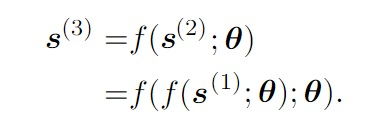 s^(3) =f(s^(2); θ)
=f(f(s^(1); θ); θ).